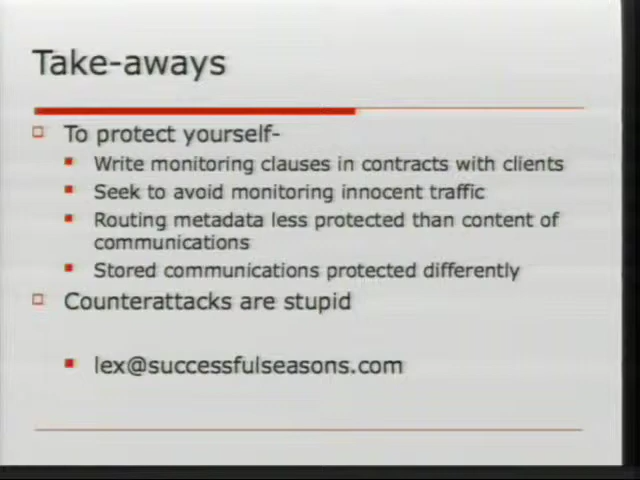 Take-aways
To protect yourself-
Write monitoring clauses in contracts with clients
Seek to avoid monitoring innocent traffic
Routing metadata less protected than content of
communications
Stored communications protected differently
Counterattacks are stupid
lex@successfulseasons.com